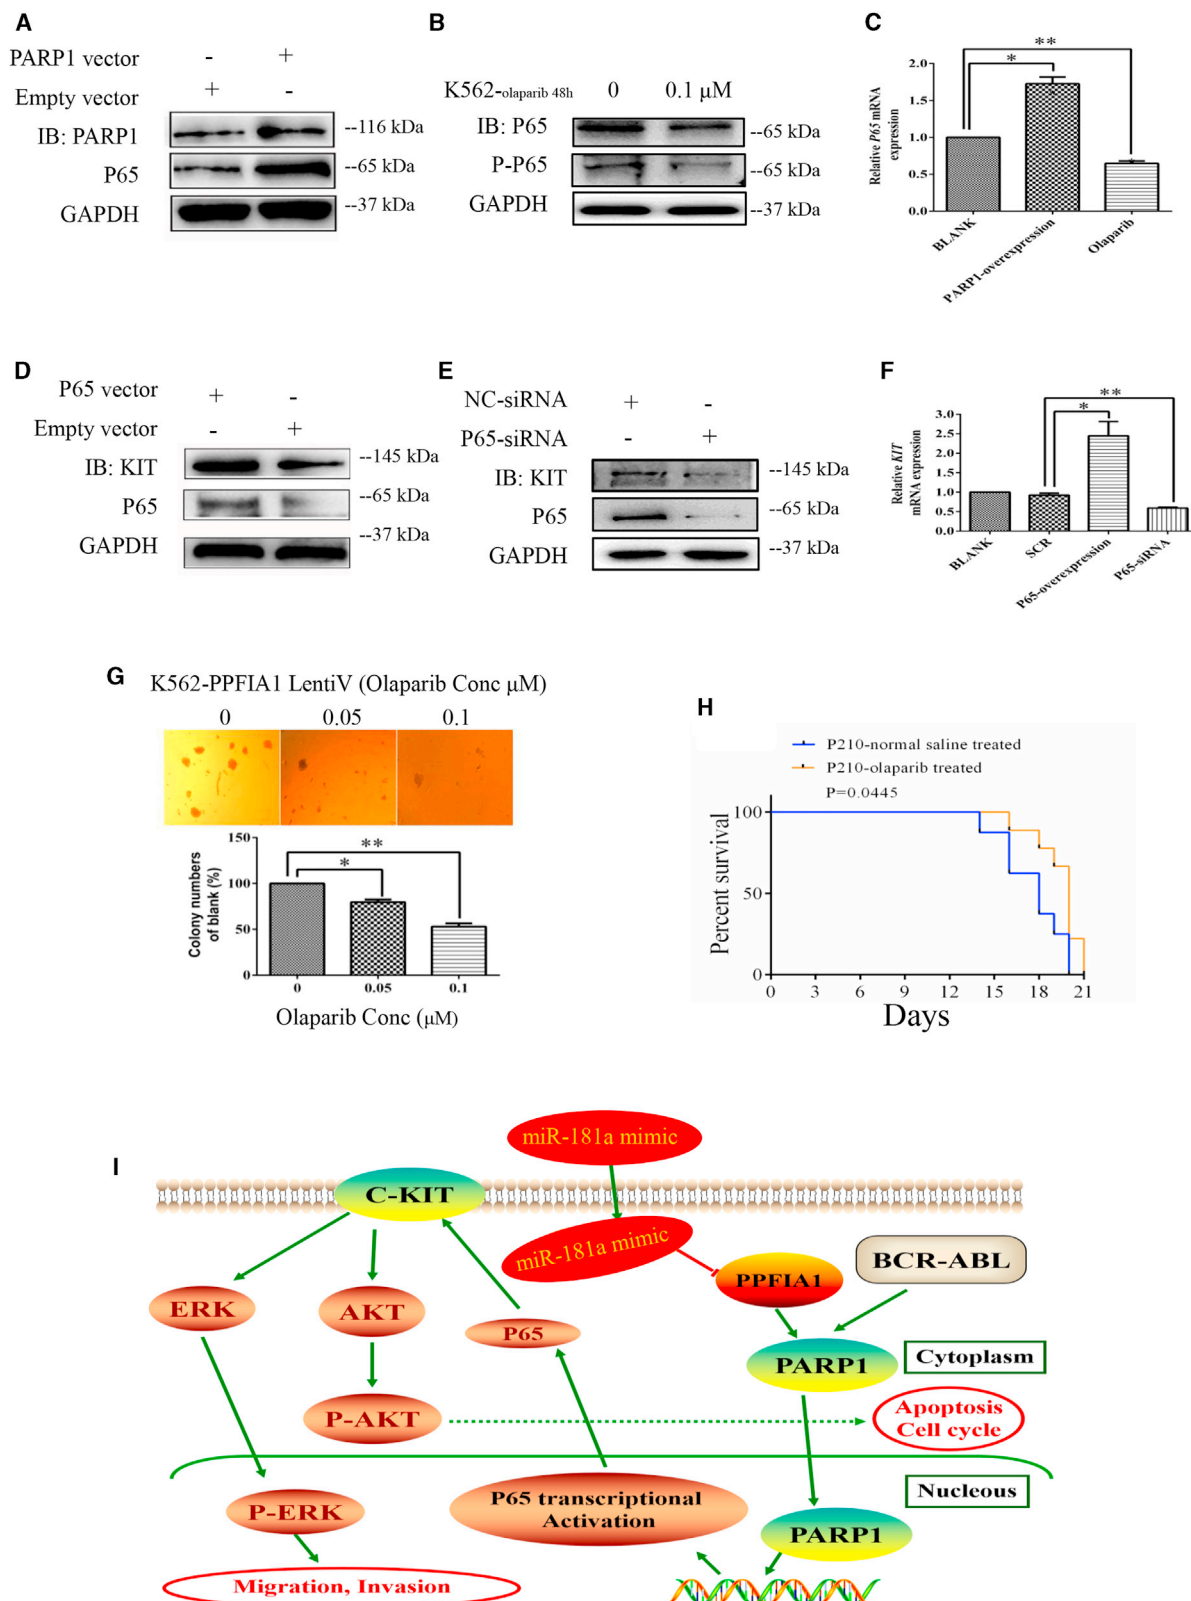 A
PARP1 vector - +
Empty vector + -
IB: PARP1 --116 kDa
P65 --65 kDa
GAPDH --37 kDa
B
K562-olaparib 48h 0 0.1 μM
IB: P65 --65 kDa
P-P65 --65 kDa
GAPDH --37 kDa
C
Relative P65 mRNA
expression
2.0
1.5
1.0
0.5
0.0
**
*
BLANK
PARP1-overexpression
Olaparib
D
P65 vector + -
Empty vector - +
IB: KIT --145 kDa
P65 --65 kDa
GAPDH --37 kDa
E
NC-siRNA + -
P65-siRNA - +
IB: KIT --145 kDa
P65 --65 kDa
GAPDH --37 kDa
F
Relative KIT
mRNA expression
3.0
2.5
2.0
1.5
1.0
0.5
0.0
**
*
BLANK
SCR
P65-overexpression
P65-siRNA
G
K562-PPFIA1 LentiV (Olaparib Conc μM)
0 0.05 0.1
Colony numbers
of blank (%)
150
100
50
0
**
*
0 0.05 0.1
Olaparib Conc (μM)
H
P210-normal saline treated
P210-olaparib treated
P=0.0445
Percent survival
100
50
0
0 3 6 9 12 15 18 21
Days
I
miR-181a mimic
C-KIT
miR-181a mimic
PPFIA1
BCR-ABL
ERK
AKT
P65
PARP1
Cytoplasm
P-AKT
Apoptosis
Cell cycle
Nucleous
P-ERK
P65 transcriptional
Activation
PARP1
Migration, Invasion